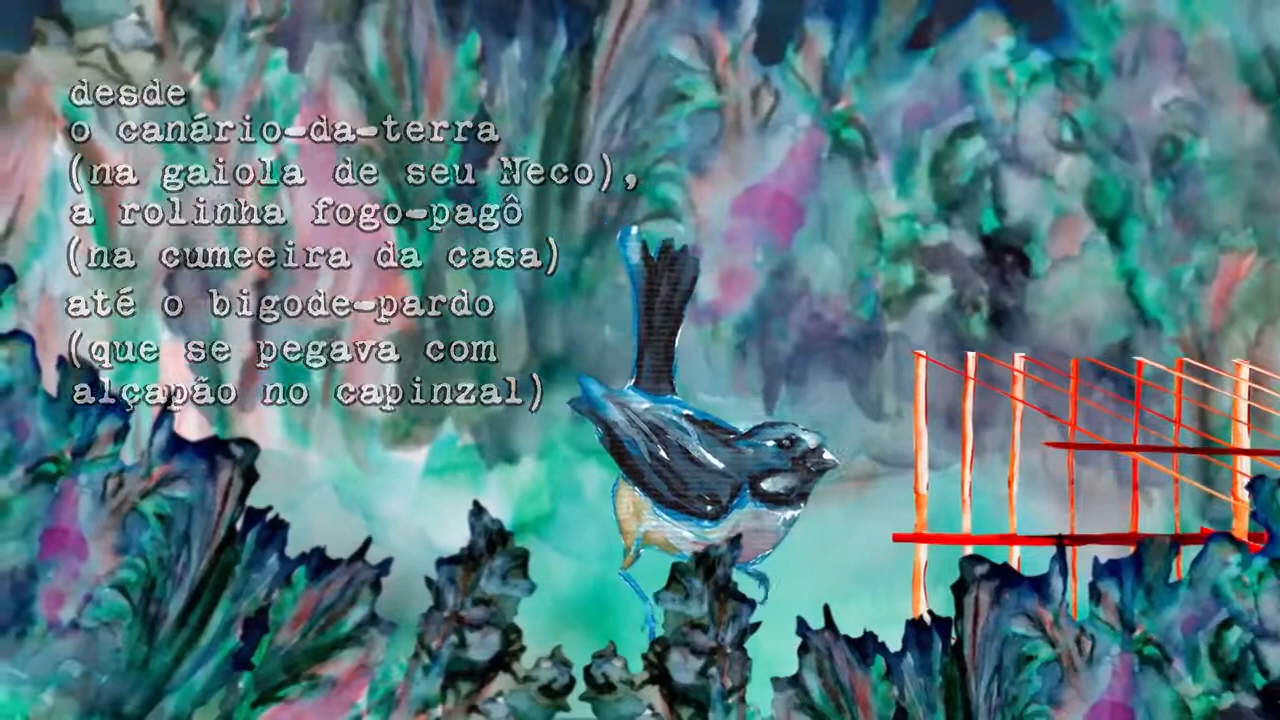 desde
o canário-da-terra
(na gaiola de seu Neco),
a rolinha fogo-pagô
(na cumeeira da casa)
até o bigode-pardo
(que se pegava com
alçapão no capinzal)